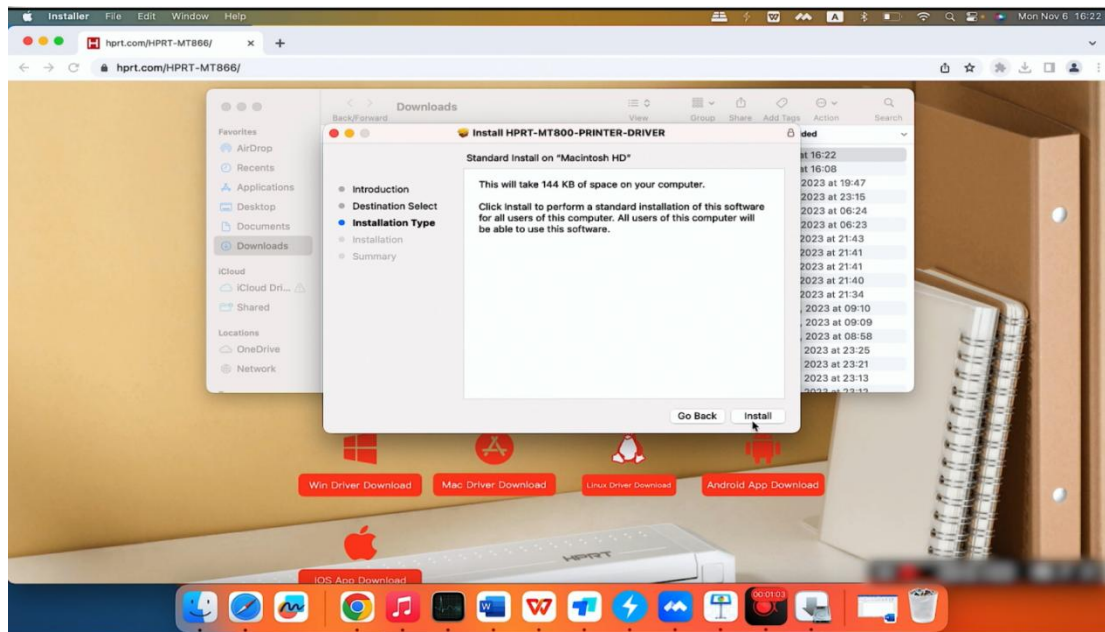 Installer File Edit Window Help
A
Mon Nov 6 16:22
hprt.com/HPRT-MT866/
hprt.com/HPRT-MT866/
Downloads
Back/Forward View Group Share Add Tags Action Search
Favorites
AirDrop
Recents
Applications
Desktop
Documents
Downloads
iCloud
iCloud Dri...
Shared
Locations
OneDrive
Network
Install HPRT-MT800-PRINTER-DRIVER
Standard Install on "Macintosh HD"
Introduction
Destination Select
Installation Type
Installation
Summary
This will take 144 KB of space on your computer.
Click Install to perform a standard installation of this software
for all users of this computer. All users of this computer will
be able to use this software.
Go Back Install
at 16:22
at 16:08
2023 at 19:47
2023 at 23:15
2023 at 06:24
2023 at 06:23
2023 at 21:43
2023 at 21:41
2023 at 21:41
2023 at 21:40
2023 at 21:34
, 2023 at 09:10
, 2023 at 09:09
, 2023 at 08:58
2023 at 23:25
2023 at 23:21
2023 at 23:13
Win Driver Download
Mac Driver Download
Linux Driver Download
Android App Download
IOS App Download
HPRT
00:01:03